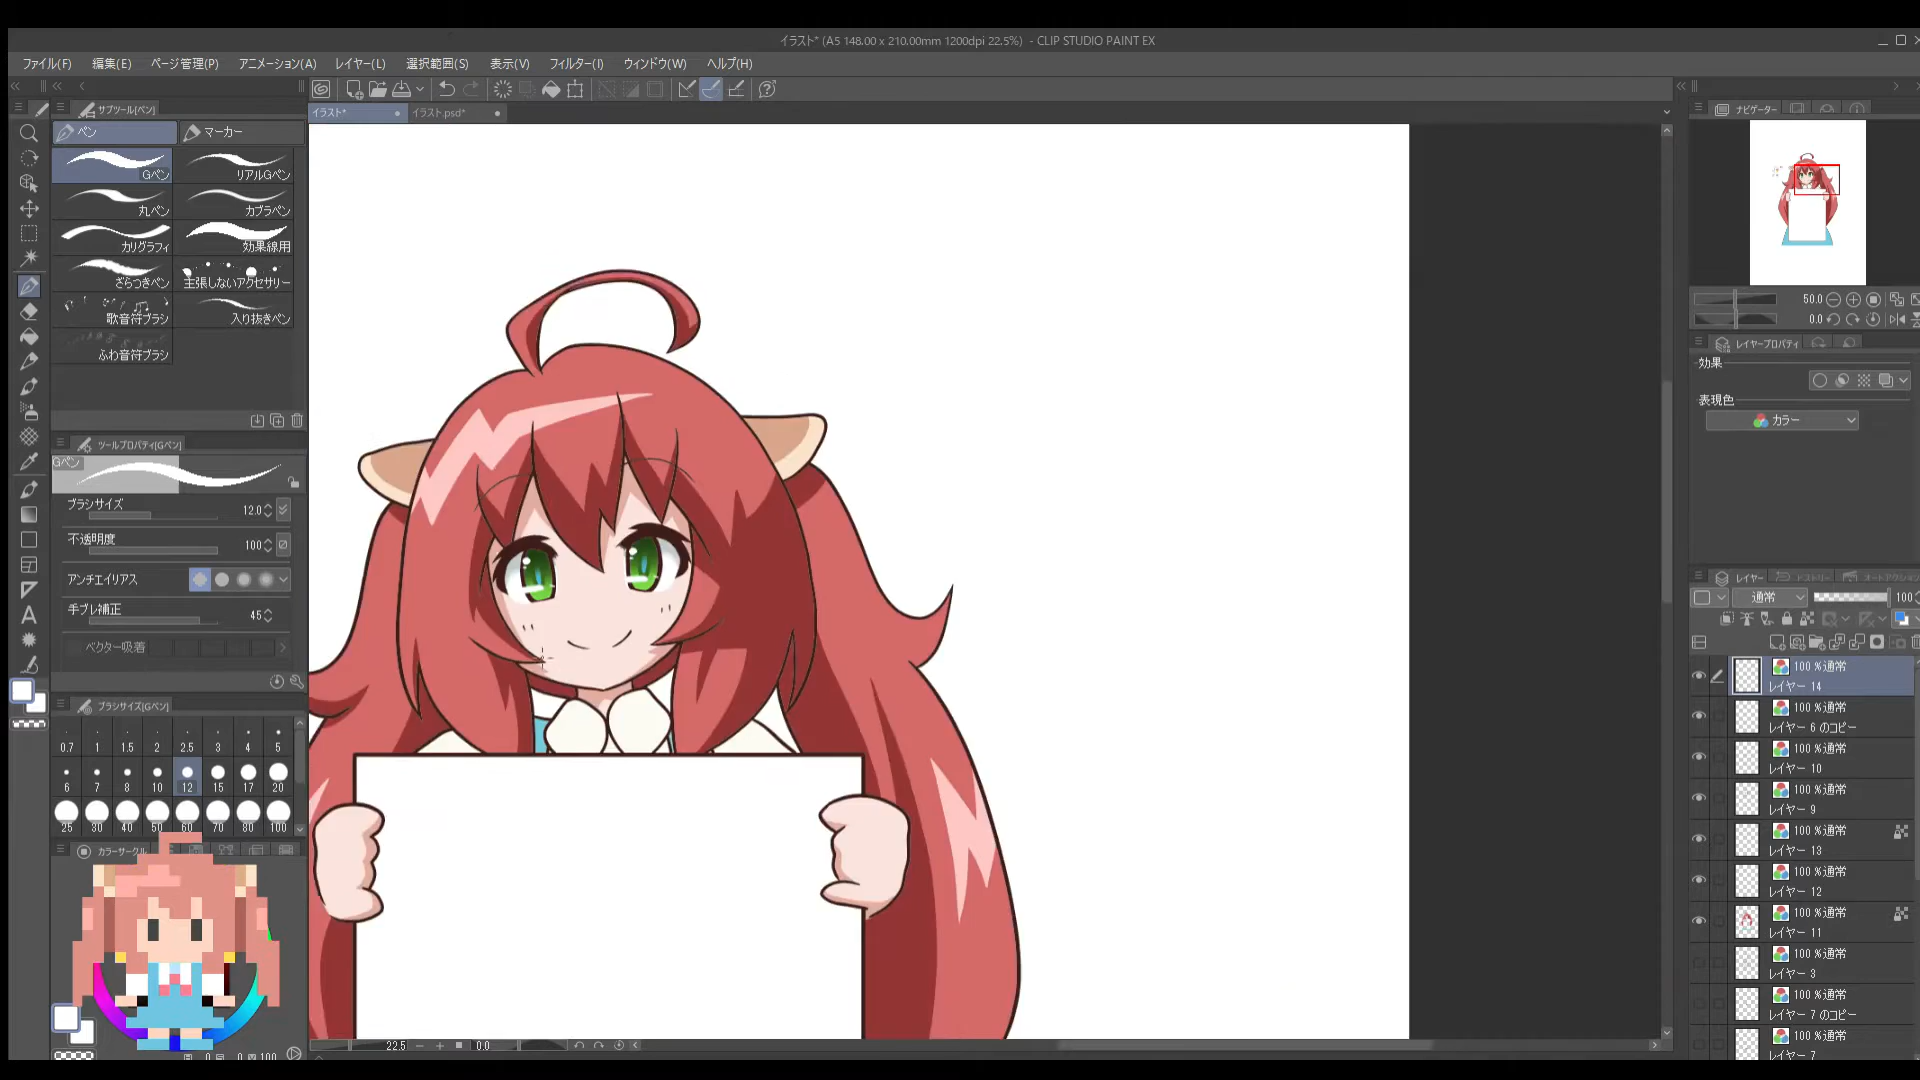 イラスト* (A5 148.00 x 210.00mm 1200dpi 22.5%) - CLIP STUDIO PAINT EX
ファイル(F) 編集(E) ページ管理(P) アニメーション(A) レイヤー(L) 選択範囲(S) 表示(V) フィルター(I) ウィンドウ(W) ヘルプ(H)
サブツール[ペン]
イラスト* イラスト.psd*
ナビゲーター
ペン マーカー
Gペン リアルGペン
丸ペン カブラペン
カリグラフィ 効果線用
ざらつきペン 主張しないアクセサリー
歌音符ブラシ 入り抜きペン
ふわ音符ブラシ
50.0
0.0
レイヤープロパティ
効果
表現色
カラー
ツールプロパティ[Gペン]
Gペン
ブラシサイズ 12.0
不透明度 100
アンチエイリアス
手ブレ補正 45
ベクター吸着
ブラシサイズ[Gペン]
0.7 1 1.5 2 2.5 3 4 5
6 7 8 10 12 15 17 20
25 30 40 50 60 70 80 100
カラーサークル
0 0 100
22.5 0.0
レイヤー
通常 100
100 %通常
レイヤー 14
100 %通常
レイヤー 6 のコピー
100 %通常
レイヤー 10
100 %通常
レイヤー 9
100 %通常
レイヤー 13
100 %通常
レイヤー 12
100 %通常
レイヤー 11
100 %通常
レイヤー 3
100 %通常
レイヤー 7 のコピー
100 %通常
レイヤー 7